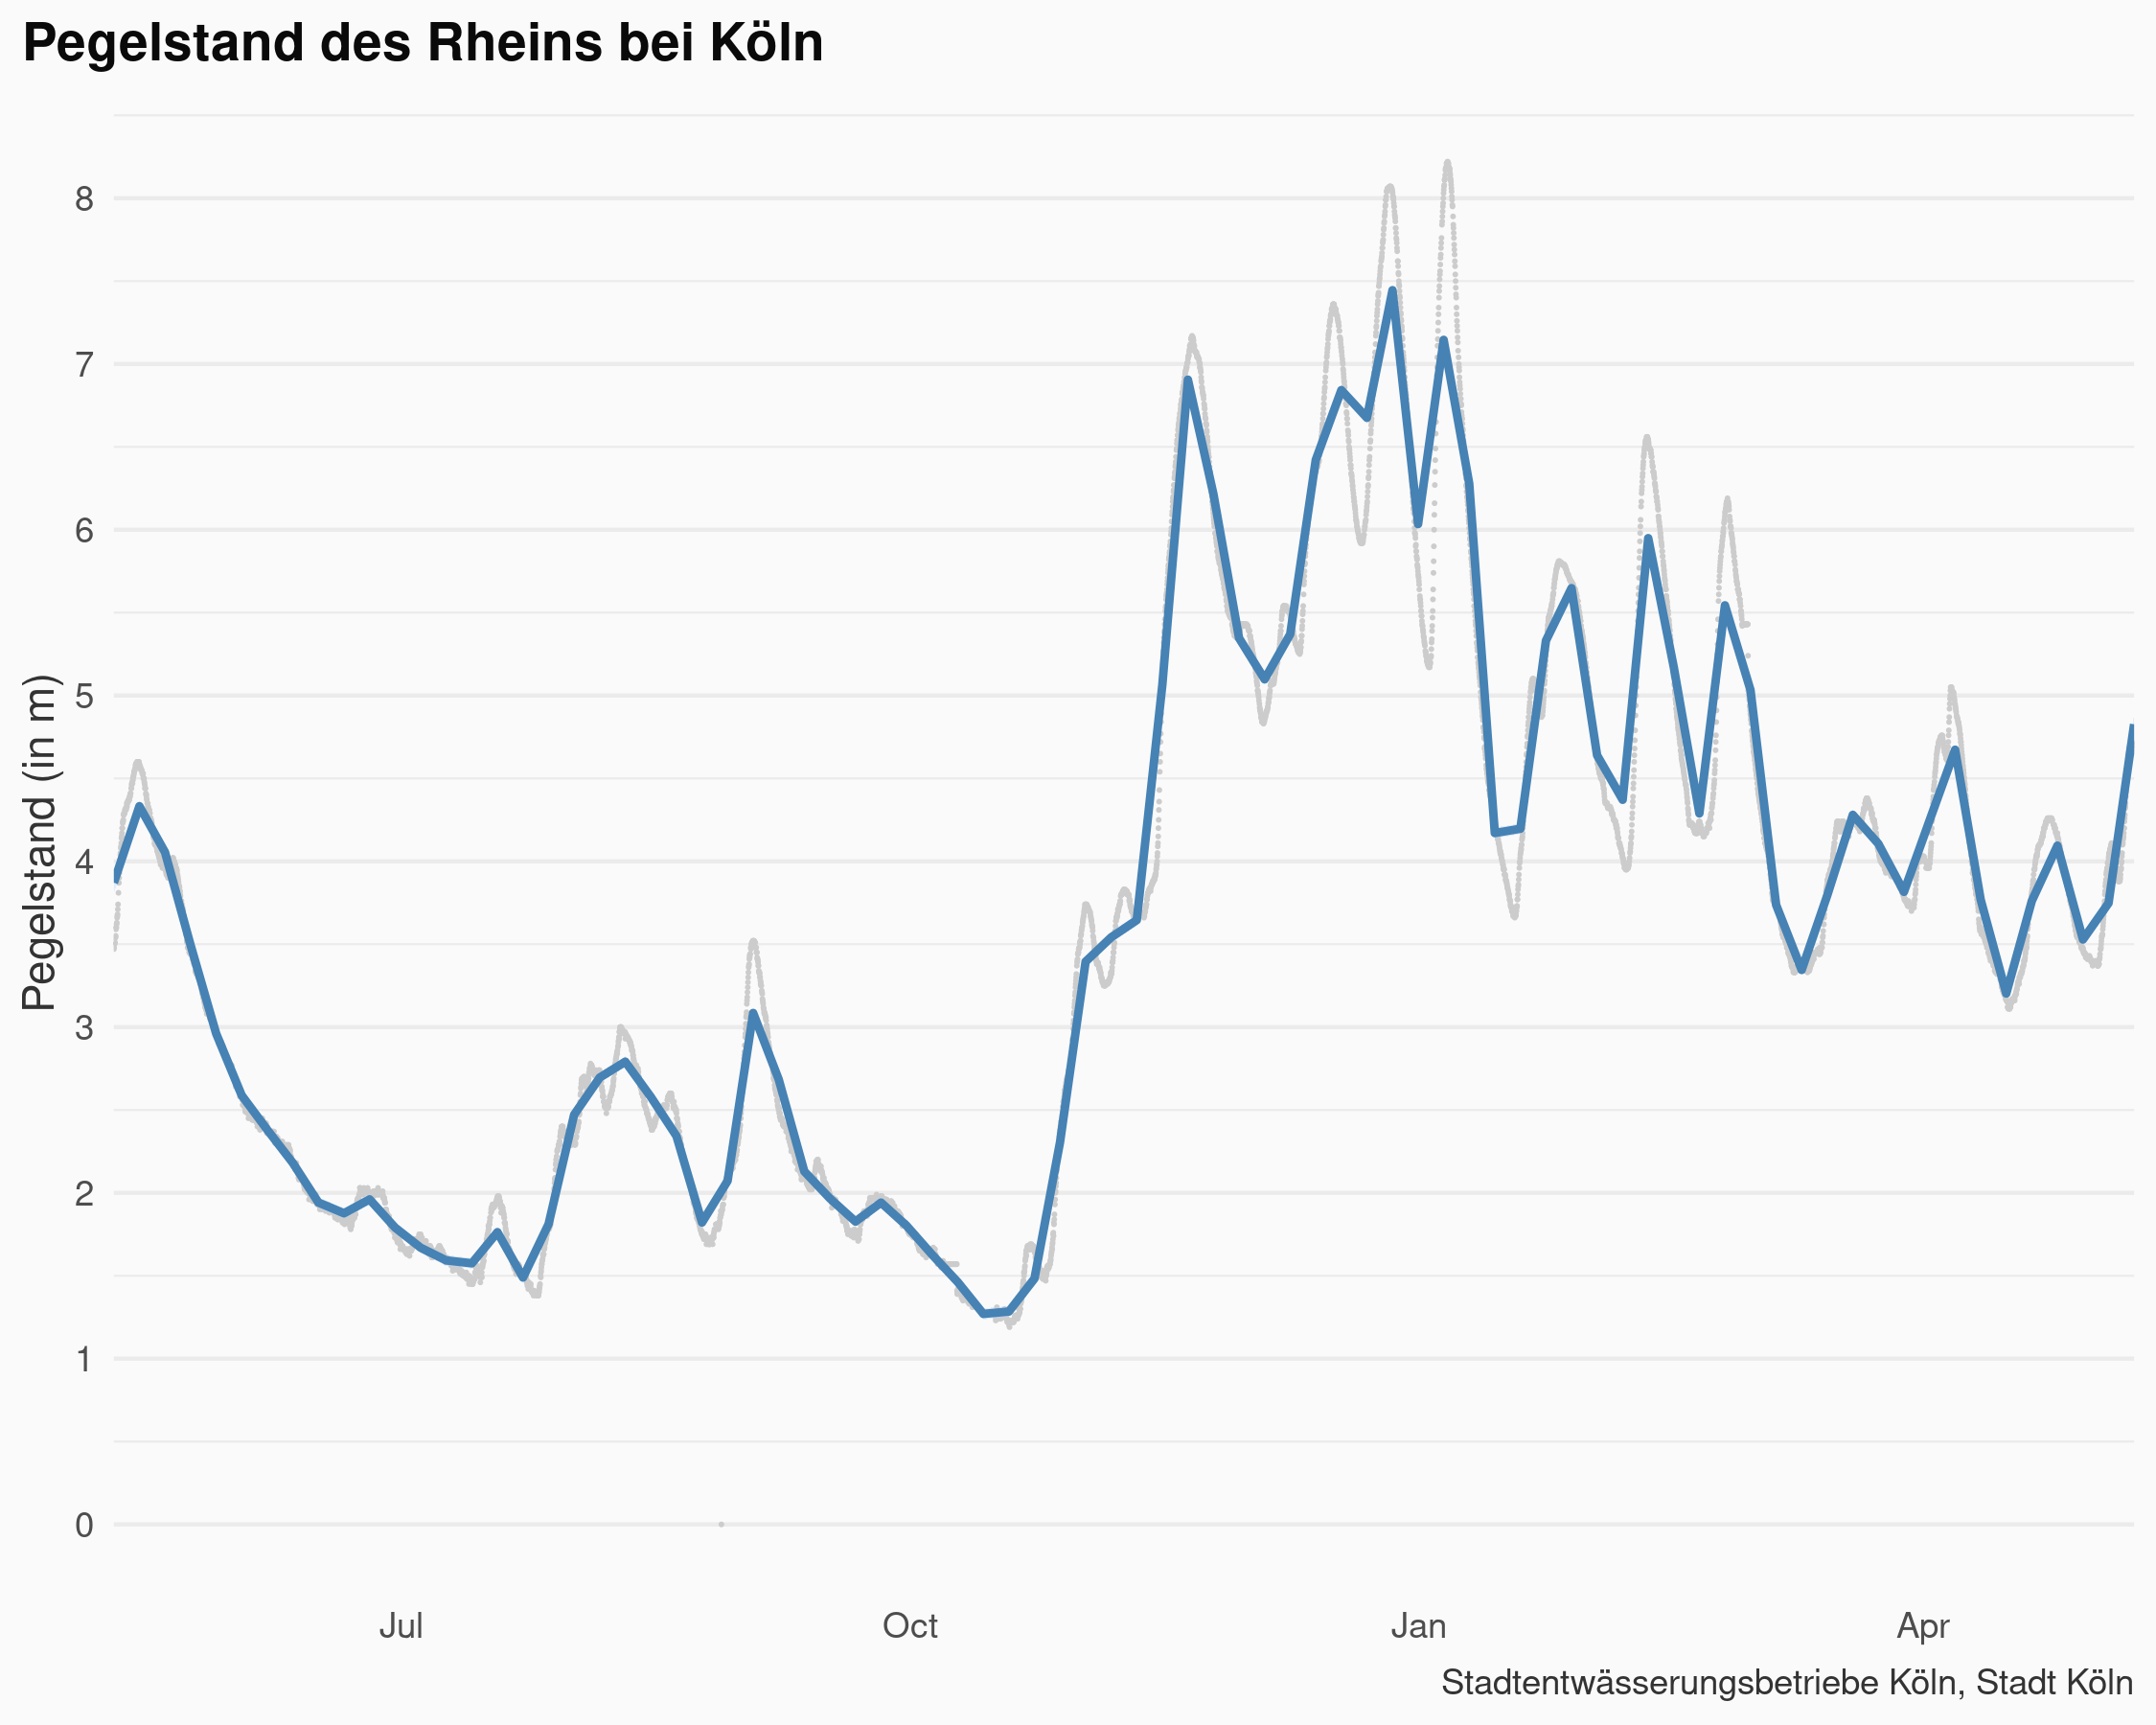 Pegelstand des Rheins bei Köln
Pegelstand (in m)
8
7
6
5
4
3
2
1
0
Jul Oct Jan Apr
Stadtentwässerungsbetriebe Köln, Stadt Köln